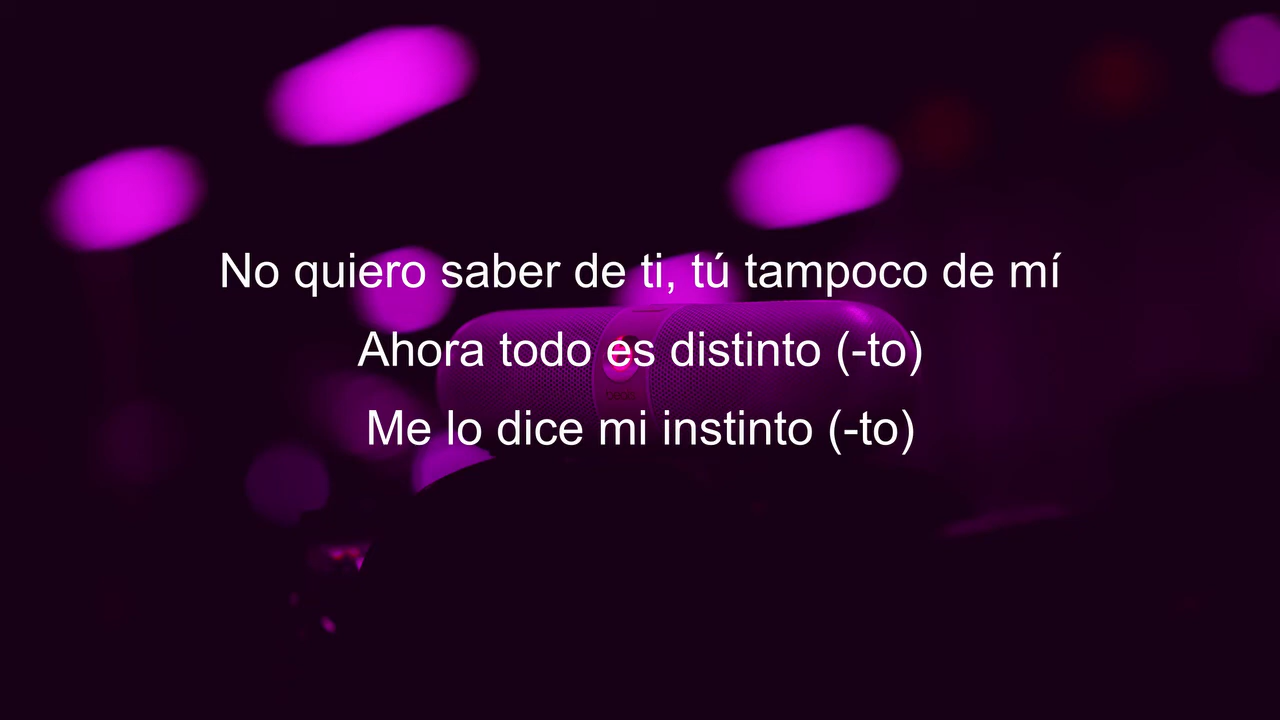 No quiero saber de ti, tú tampoco de mí
Ahora todo es distinto (-to)
Me lo dice mi instinto (-to)